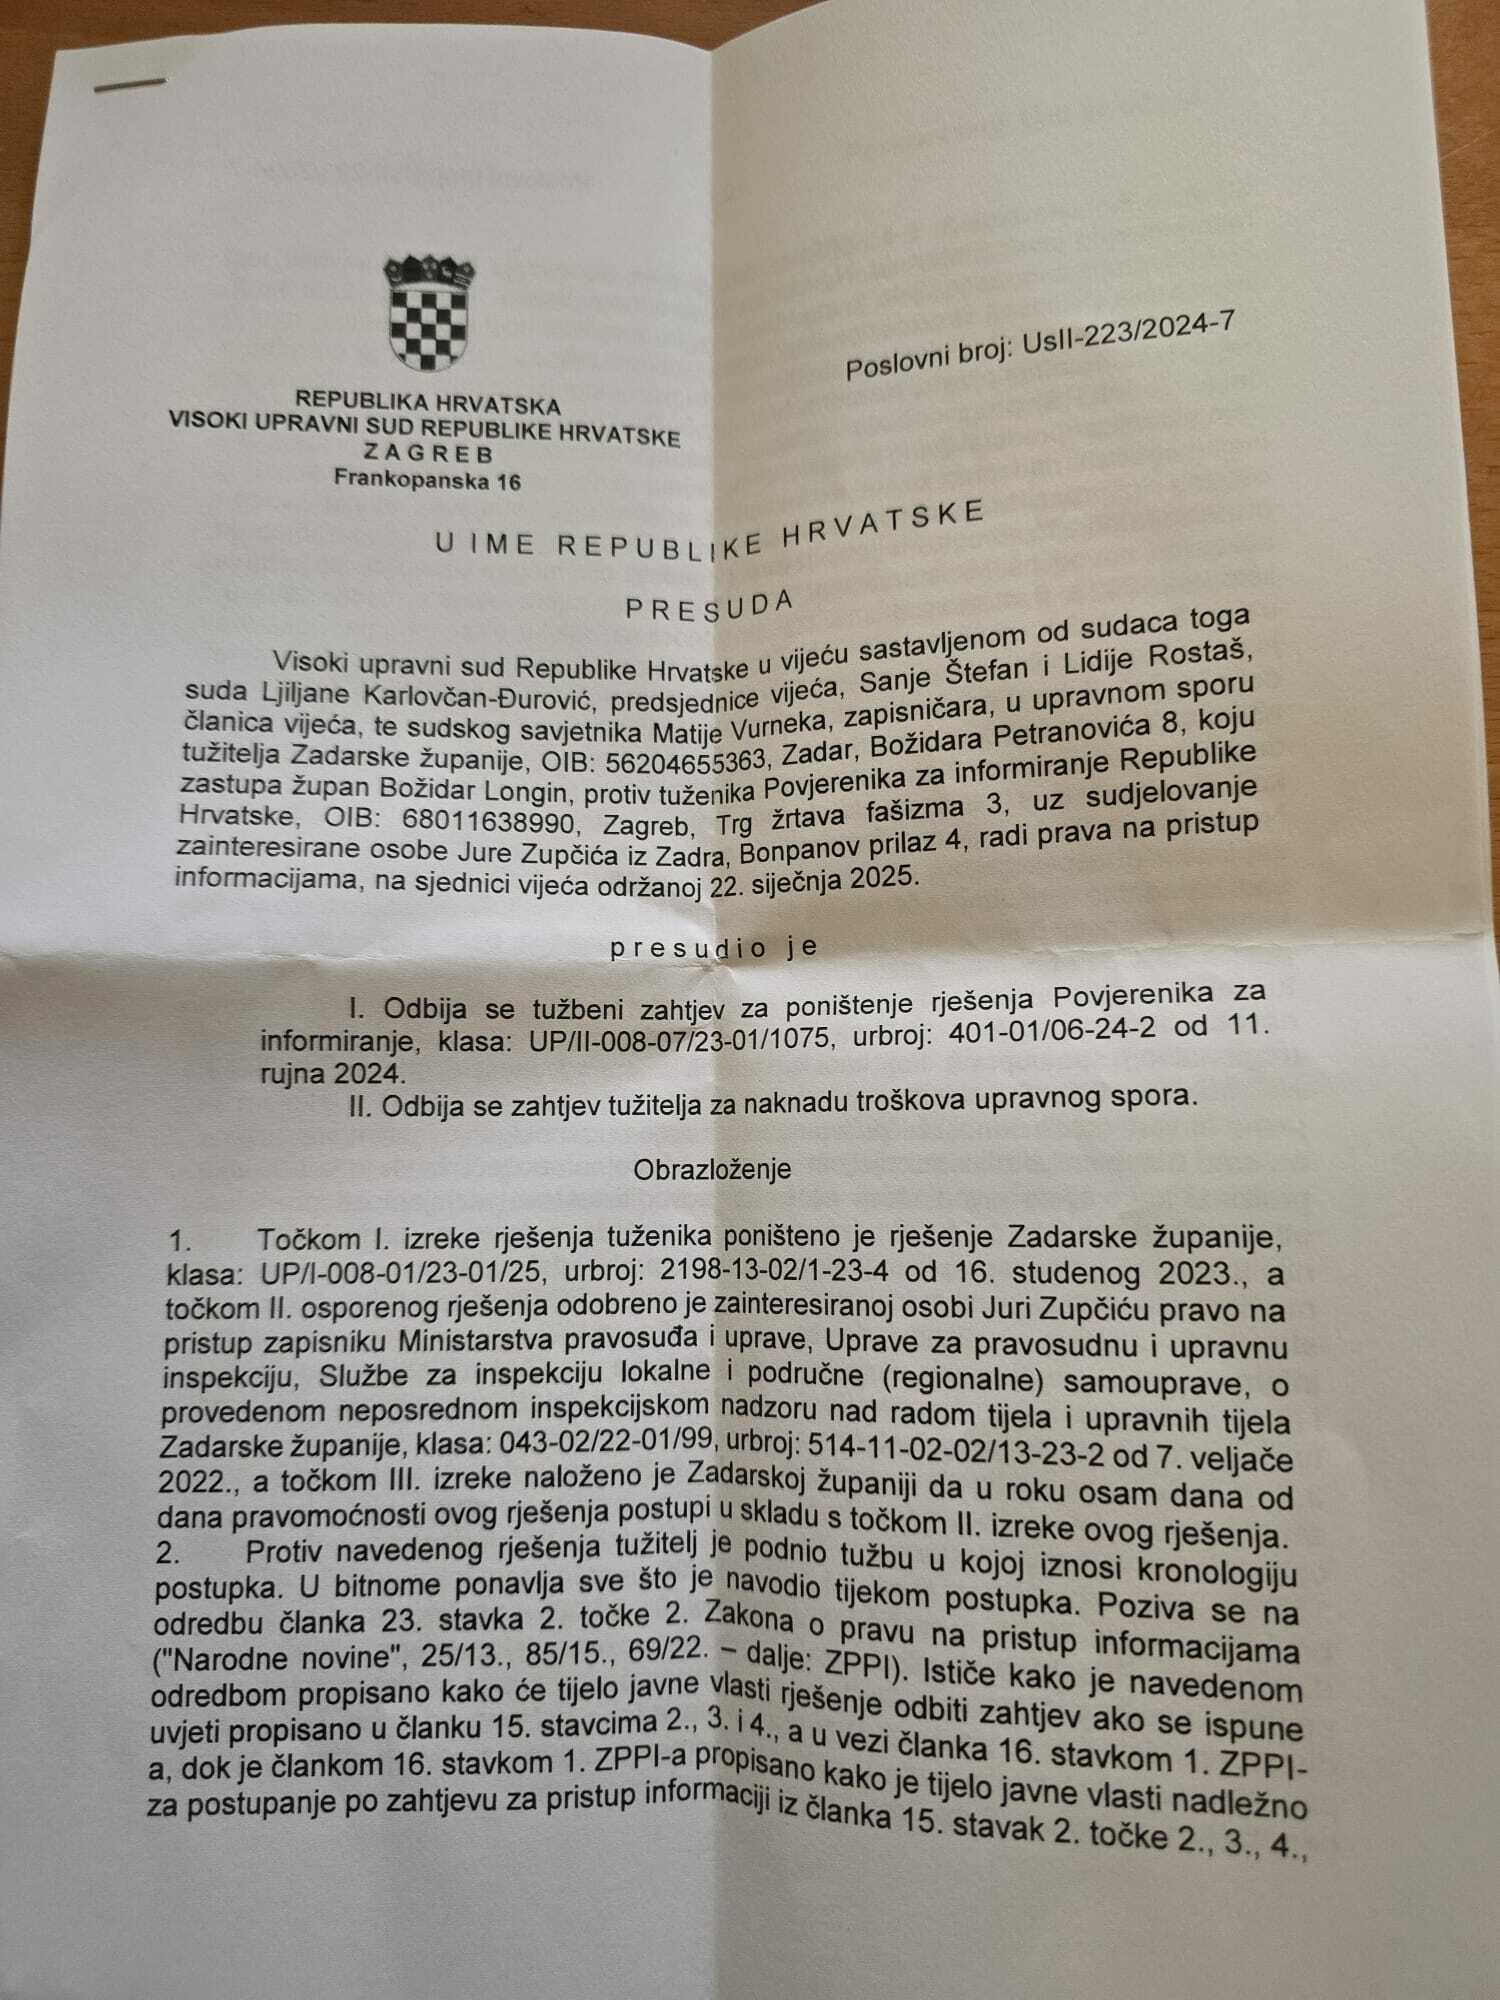 Poslovni broj: UsII-223/2024-7
REPUBLIKA HRVATSKA
VISOKI UPRAVNI SUD REPUBLIKE HRVATSKE
Z A G R E B
Frankopanska 16
U IME REPUBLIKE HRVATSKE
P R E S U D A
Visoki upravni sud Republike Hrvatske u vijeću sastavljenom od sudaca toga
suda Ljiljane Karlovčan-Đurović, predsjednice vijeća, Sanje Štefan i Lidije Rostaš,
članica vijeća, te sudskog savjetnika Matije Vurneka, zapisničara, u upravnom sporu
tužitelja Zadarske županije, OIB: 56204655363, Zadar, Božidara Petranovića 8, koju
zastupa župan Božidar Longin, protiv tuženika Povjerenika za informiranje Republike
Hrvatske, OIB: 68011638990, Zagreb, Trg žrtava fašizma 3, uz sudjelovanje
zainteresirane osobe Jure Zupčića iz Zadra, Bonpanov prilaz 4, radi prava na pristup
informacijama, na sjednici vijeća održanoj 22. siječnja 2025.
p r e s u d i o j e
I. Odbija se tužbeni zahtjev za poništenje rješenja Povjerenika za
informiranje, klasa: UP/II-008-07/23-01/1075, urbroj: 401-01/06-24-2 od 11.
rujna 2024.
II. Odbija se zahtjev tužitelja za naknadu troškova upravnog spora.
Obrazloženje
1. Točkom I. izreke rješenja tuženika poništeno je rješenje Zadarske županije,
klasa: UP/I-008-01/23-01/25, urbroj: 2198-13-02/1-23-4 od 16. studenog 2023., a
točkom II. osporenog rješenja odobreno je zainteresiranoj osobi Juri Zupčiću pravo na
pristup zapisniku Ministarstva pravosuđa i uprave, Uprave za pravosudnu i upravnu
inspekciju, Službe za inspekciju lokalne i područne (regionalne) samouprave, o
provedenom neposrednom inspekcijskom nadzoru nad radom tijela i upravnih tijela
Zadarske županije, klasa: 043-02/22-01/99, urbroj: 514-11-02-02/13-23-2 od 7. veljače
2022., a točkom III. izreke naloženo je Zadarskoj županiji da u roku osam dana od
dana pravomoćnosti ovog rješenja postupi u skladu s točkom II. izreke ovog rješenja.
2. Protiv navedenog rješenja tužitelj je podnio tužbu u kojoj iznosi kronologiju
postupka. U bitnome ponavlja sve što je navodio tijekom postupka. Poziva se na
odredbu članka 23. stavka 2. točke 2. Zakona o pravu na pristup informacijama
("Narodne novine", 25/13., 85/15., 69/22. – dalje: ZPPI). Ističe kako je navedenom
odredbom propisano kako će tijelo javne vlasti rješenje odbiti zahtjev ako se ispune
uvjeti propisano u članku 15. stavcima 2., 3. i 4., a u vezi članka 16. stavkom 1. ZPPI-
a, dok je člankom 16. stavkom 1. ZPPI-a propisano kako je tijelo javne vlasti nadležno
za postupanje po zahtjevu za pristup informaciji iz članka 15. stavak 2. točke 2., 3., 4.,